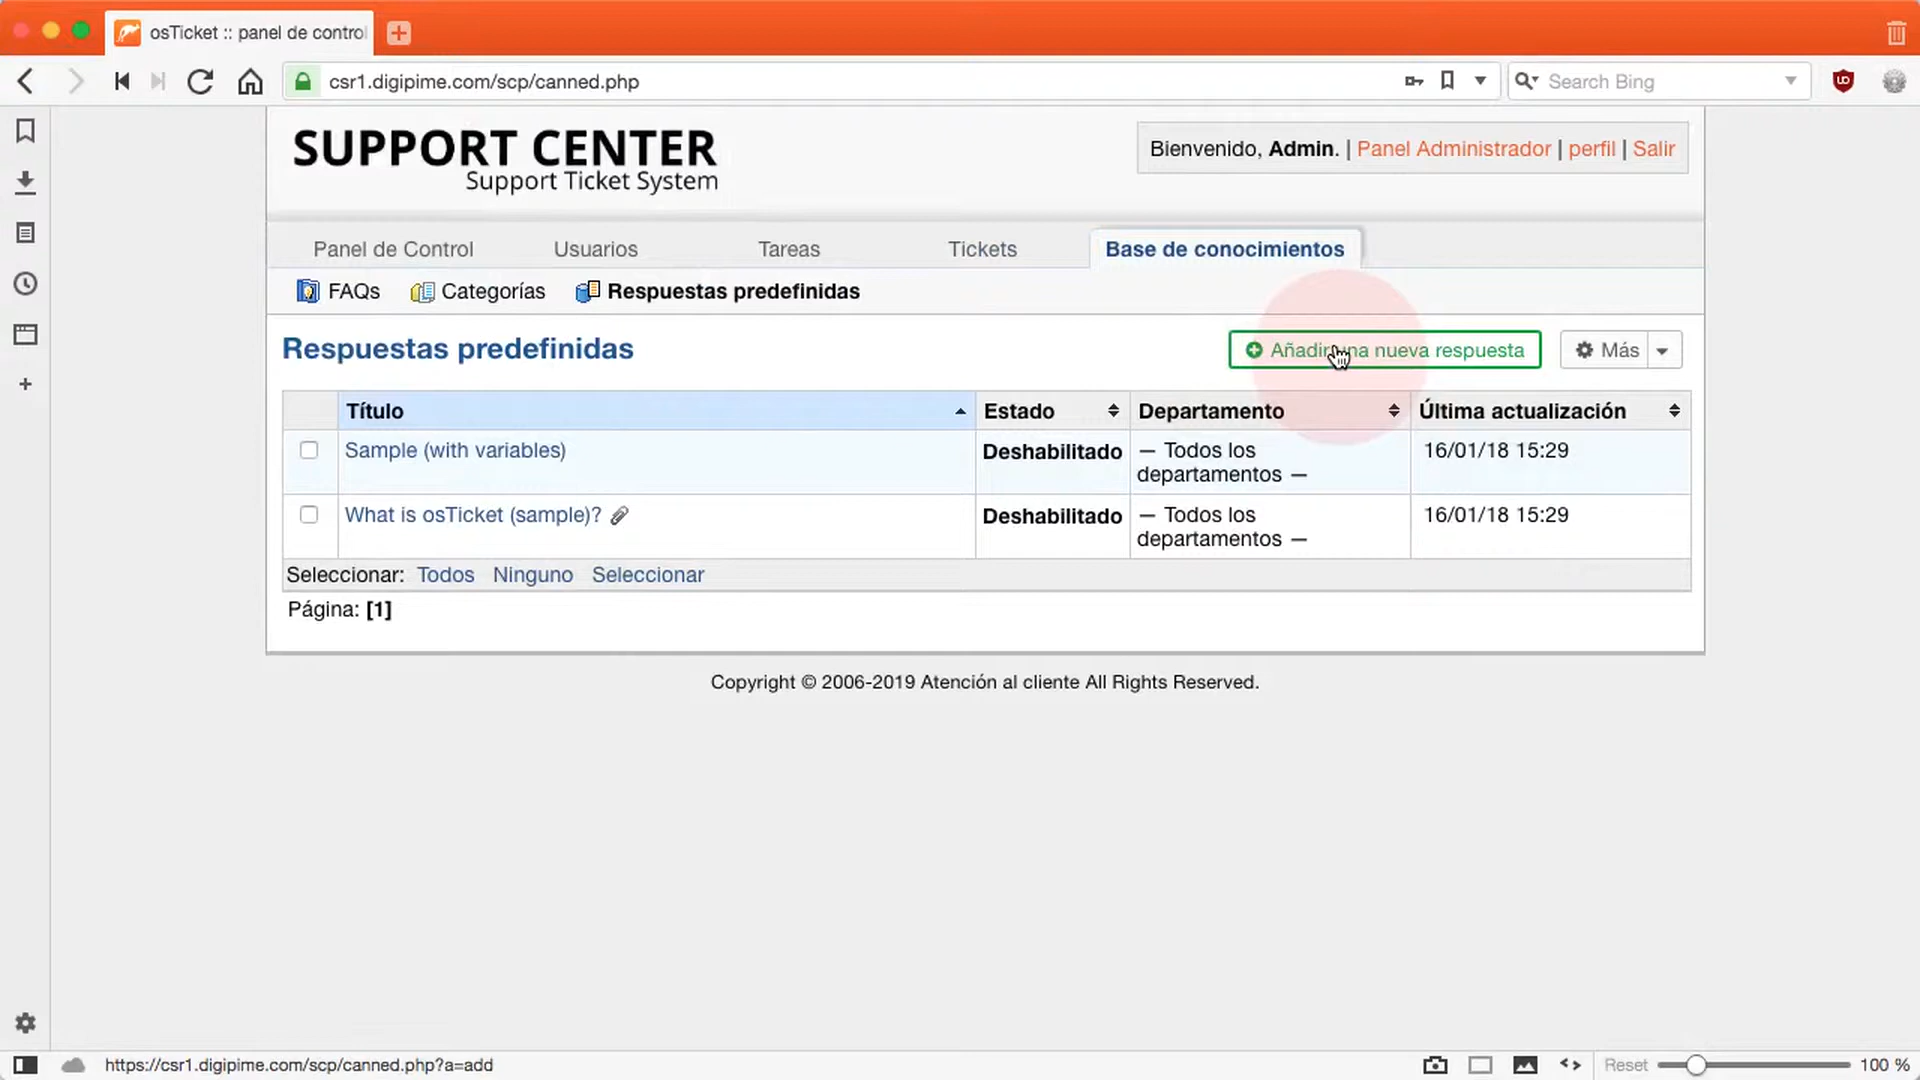 osTicket :: panel de control
csr1.digipime.com/scp/canned.php
Search Bing
SUPPORT CENTER
Support Ticket System
Bienvenido, Admin. | Panel Administrador | perfil | Salir
Panel de Control Usuarios Tareas Tickets Base de conocimientos
FAQs Categorías Respuestas predefinidas
Respuestas predefinidas
Añadir una nueva respuesta
Más
Título Estado Departamento Última actualización
Sample (with variables) Deshabilitado — Todos los 16/01/18 15:29
departamentos —
What is osTicket (sample)? Deshabilitado — Todos los 16/01/18 15:29
departamentos —
Seleccionar: Todos Ninguno Seleccionar
Página: [1]
Copyright © 2006-2019 Atención al cliente All Rights Reserved.
https://csr1.digipime.com/scp/canned.php?a=add
Reset 100 %